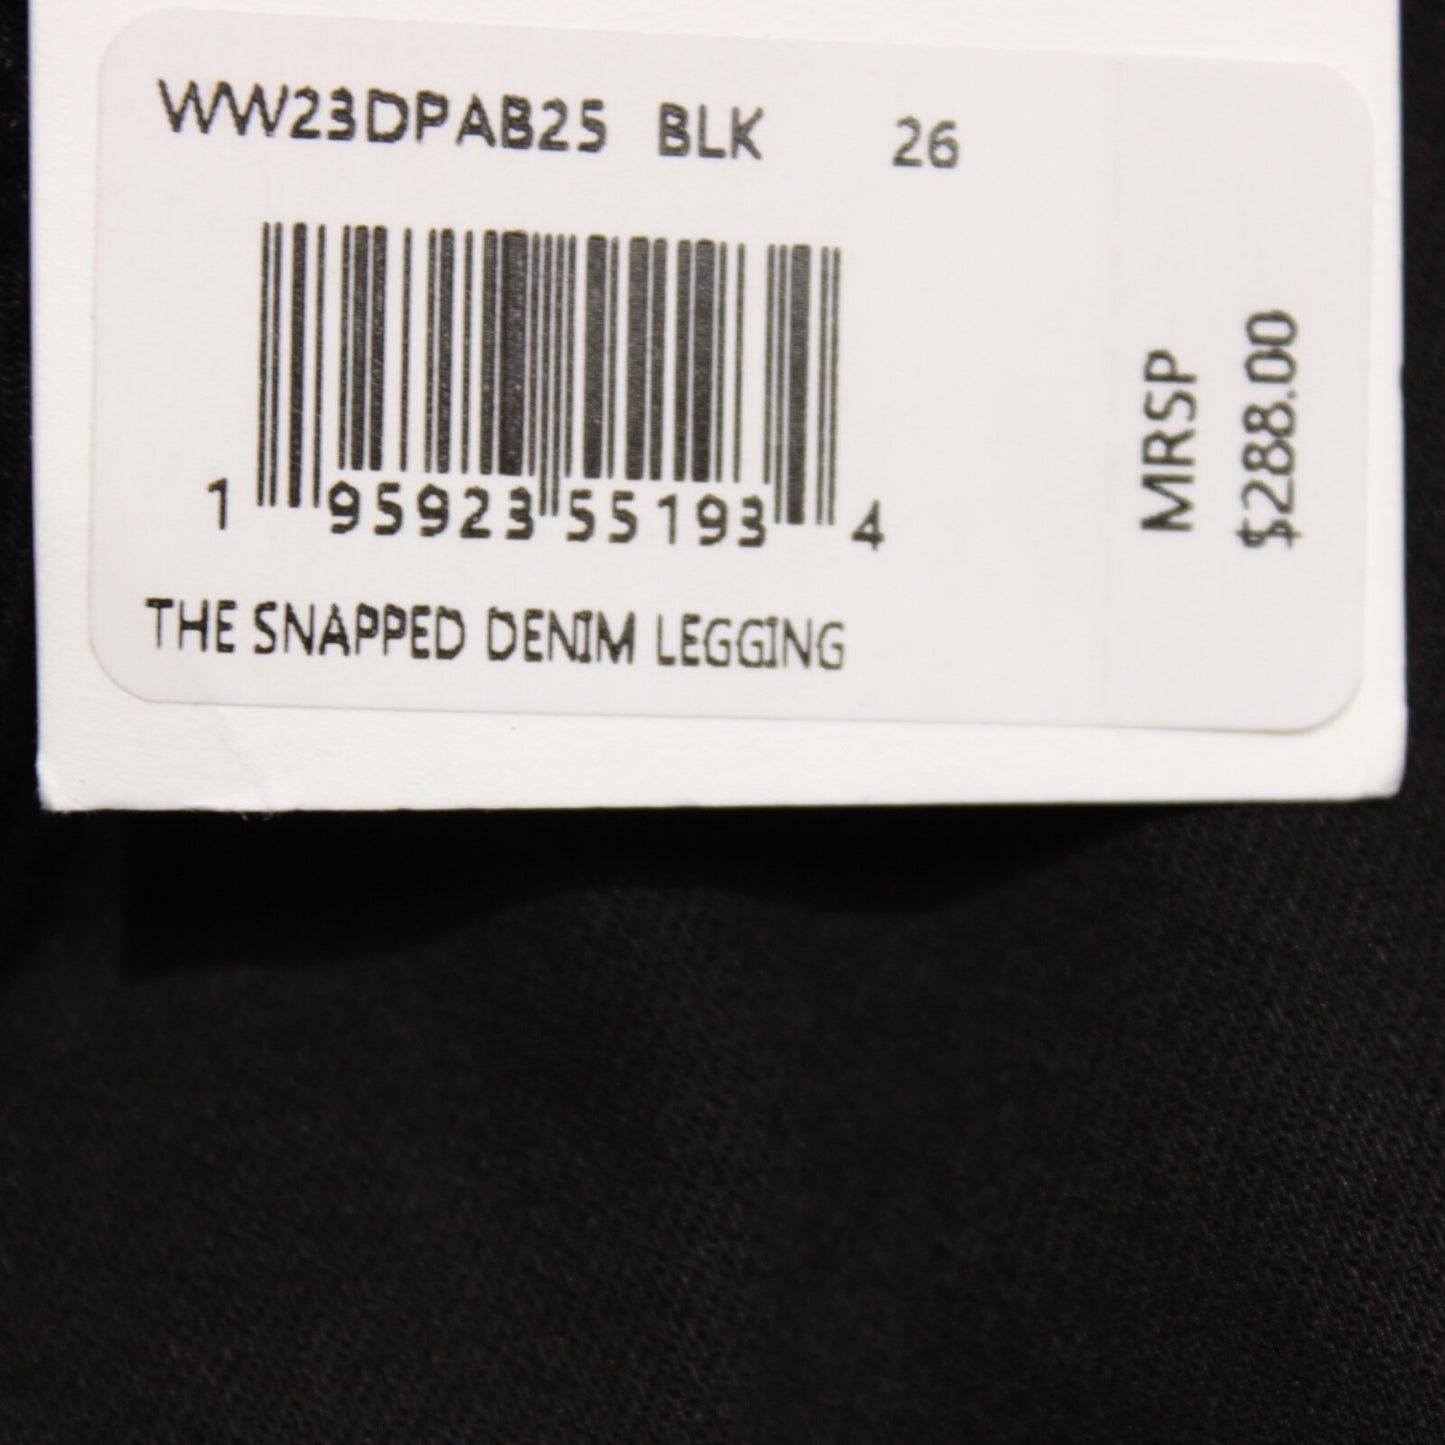 WW23DPAB25 BLK 26
1 95923 55193 4
THE SNAPPED DENIM LEGGING
MRSP
$288.00